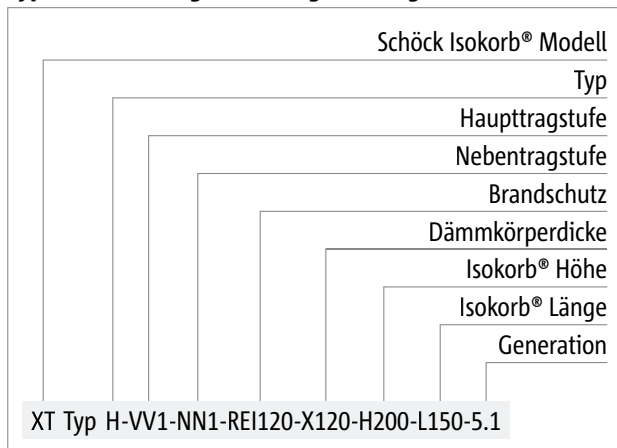 Schöck Isokorb® Modell
Typ
Haupttragstufe
Nebentragstufe
Brandschutz
Dämmkörperdicke
Isokorb® Höhe
Isokorb® Länge
Generation
XT Typ H-VV1-NN1-REI120-X120-H200-L150-5.1